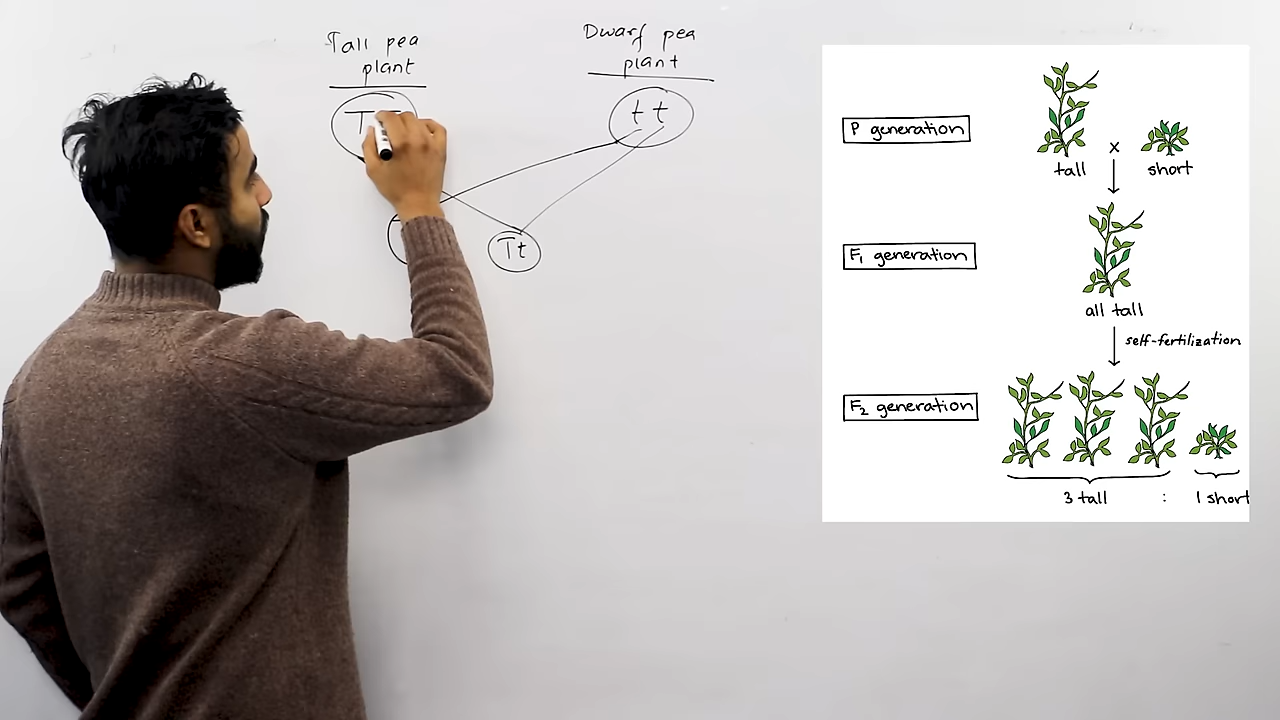 Tall pea
plant
Dwarf pea
plant
T
t t
Tt
P generation
tall
x
short
F₁ generation
all tall
self-fertilization
F₂ generation
3 tall : 1 short